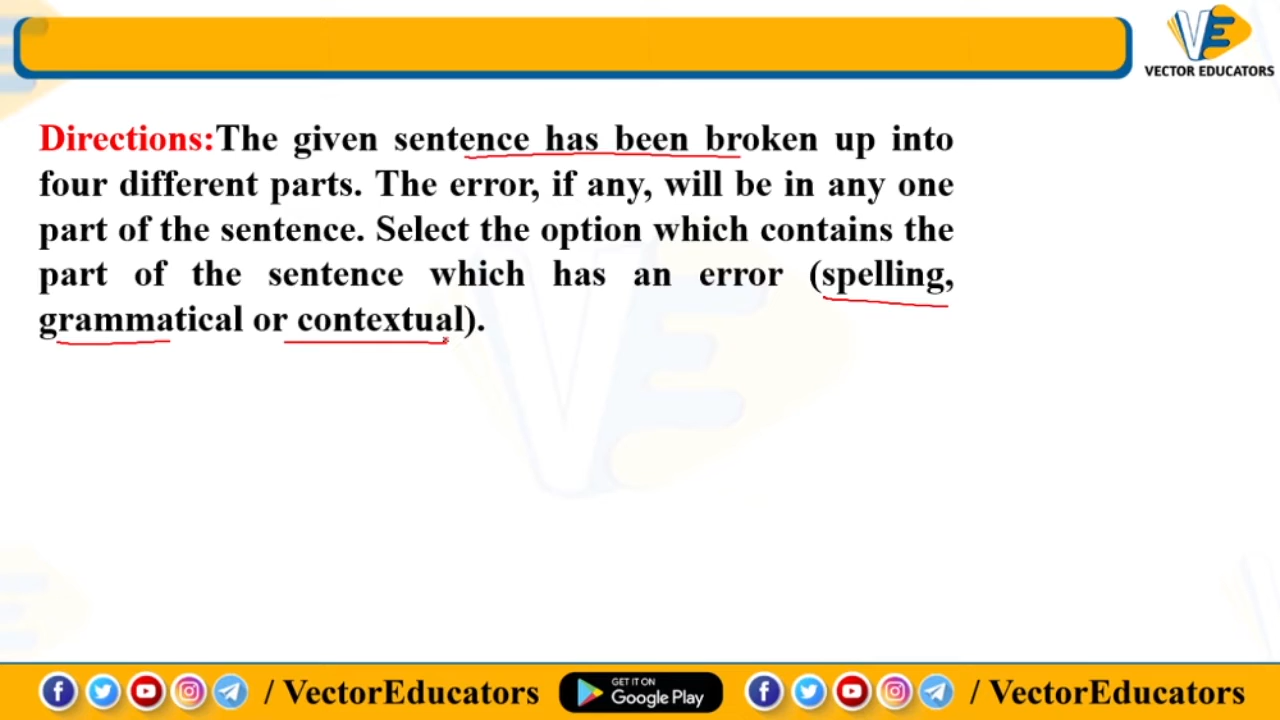 VE
VECTOR EDUCATORS
Directions:The given sentence has been broken up into
four different parts. The error, if any, will be in any one
part of the sentence. Select the option which contains the
part of the sentence which has an error (spelling,
grammatical or contextual).
/ VectorEducators GET IT ON Google Play / VectorEducators